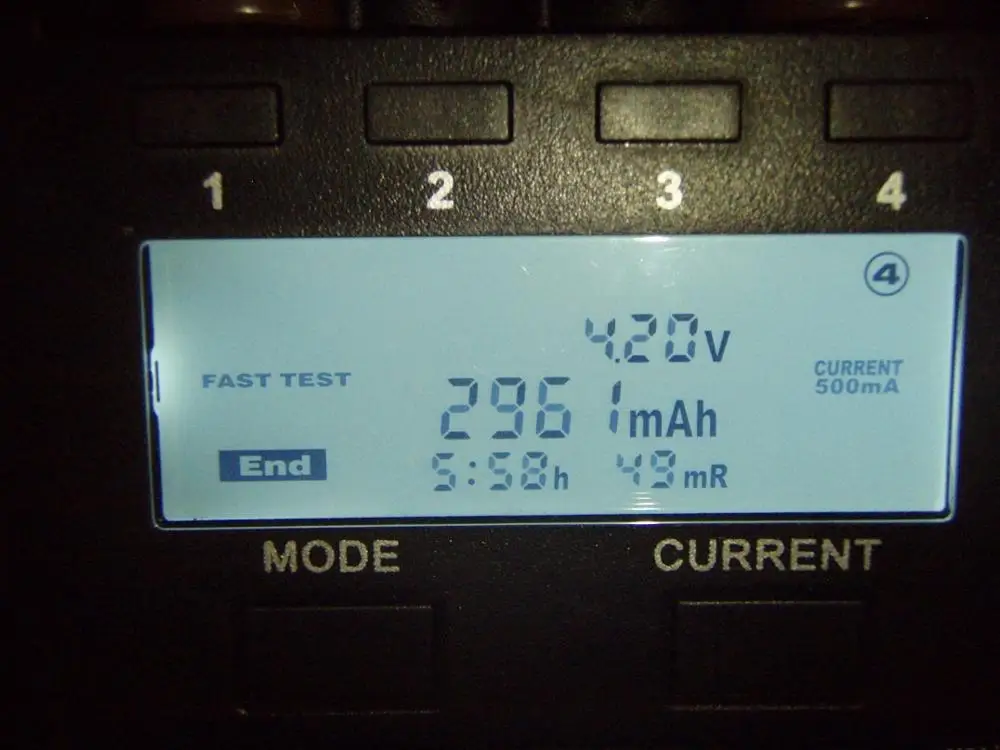 1 2 3 4
4
4.20V
FAST TEST
2961mAh
CURRENT
500mA
End
5:58h 49mR
MODE CURRENT